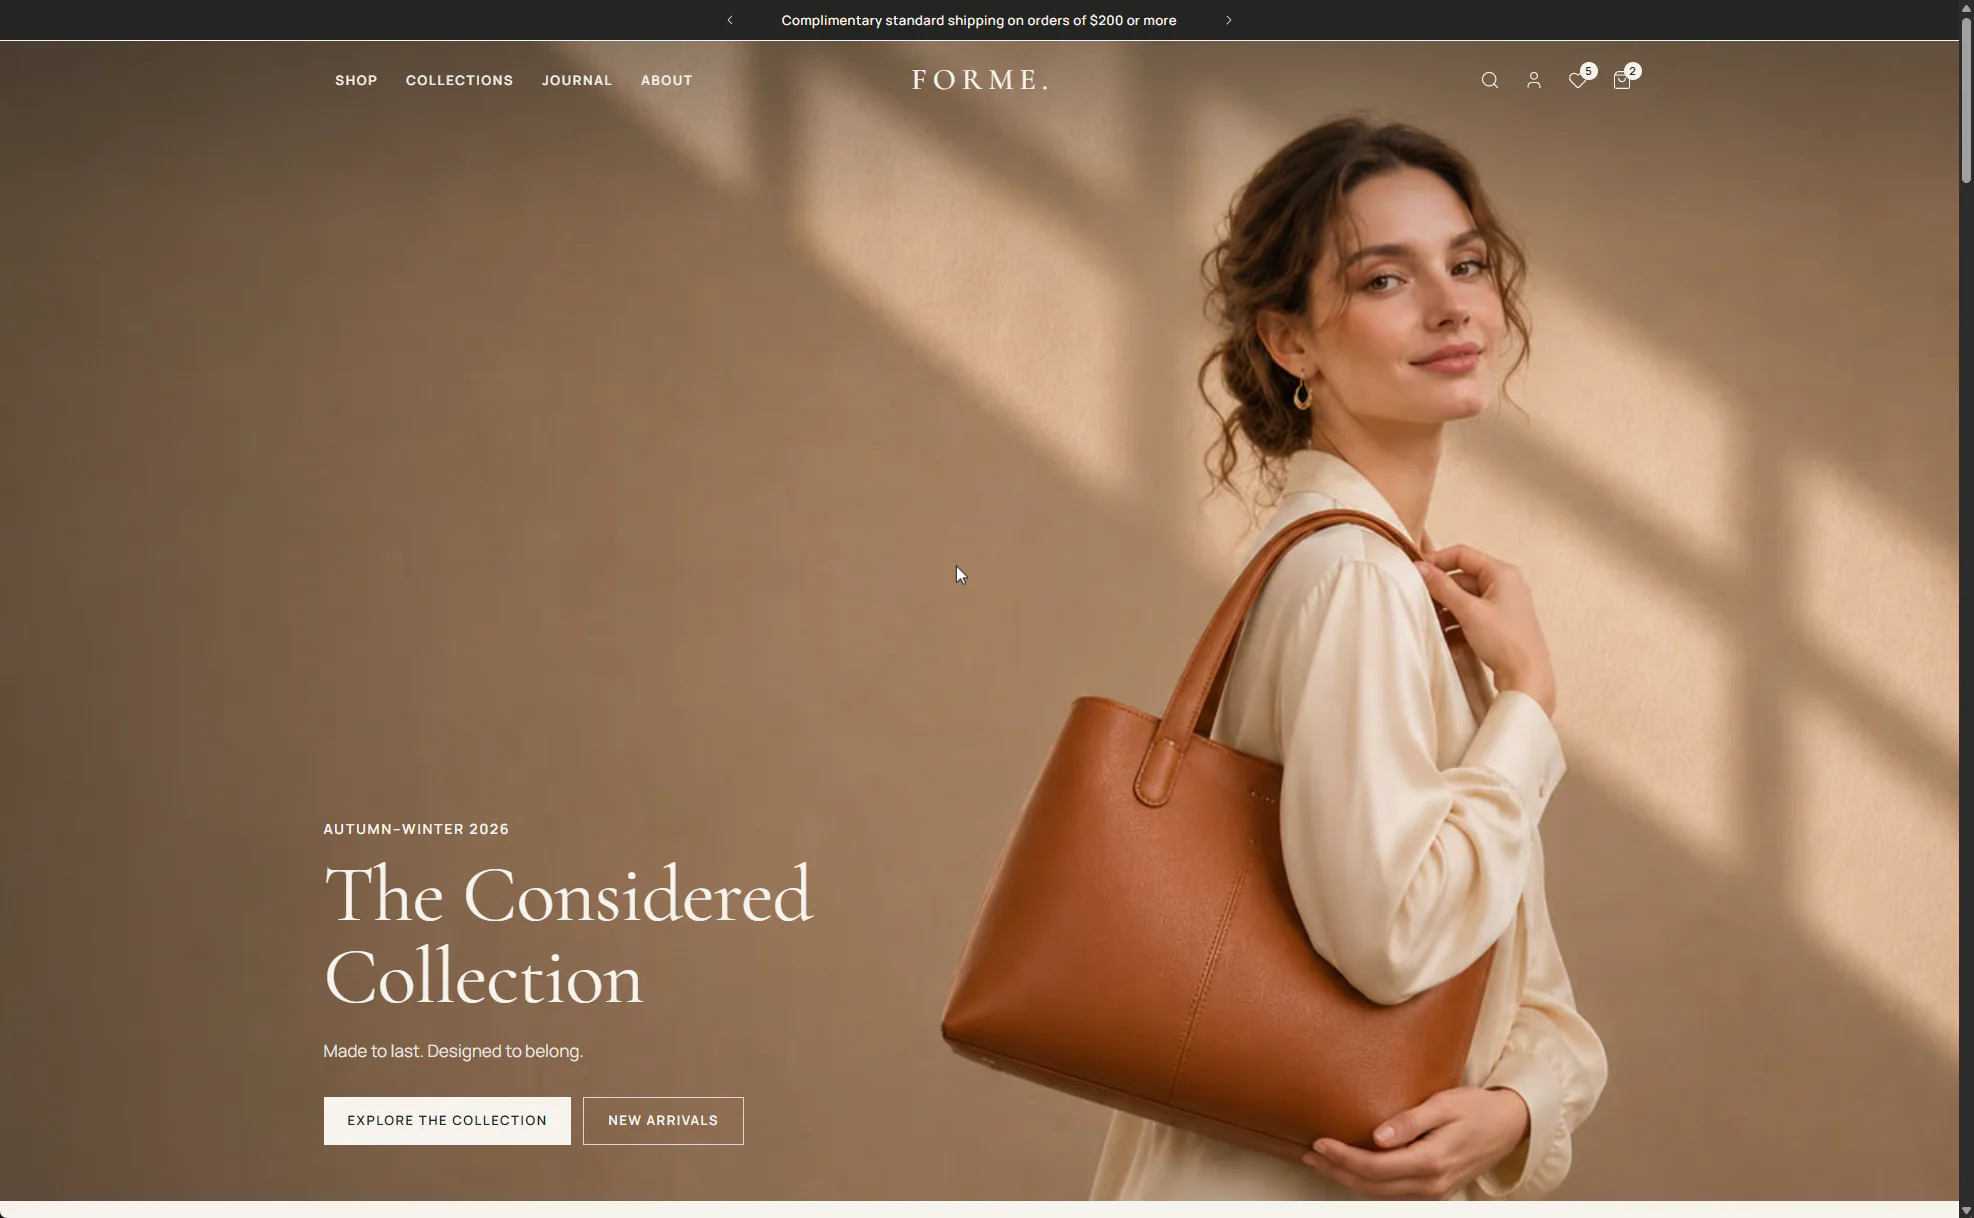 Complimentary standard shipping on orders of $200 or more
SHOP COLLECTIONS JOURNAL ABOUT
FORME.
5
2
AUTUMN–WINTER 2026
The Considered
Collection
Made to last. Designed to belong.
EXPLORE THE COLLECTION
NEW ARRIVALS